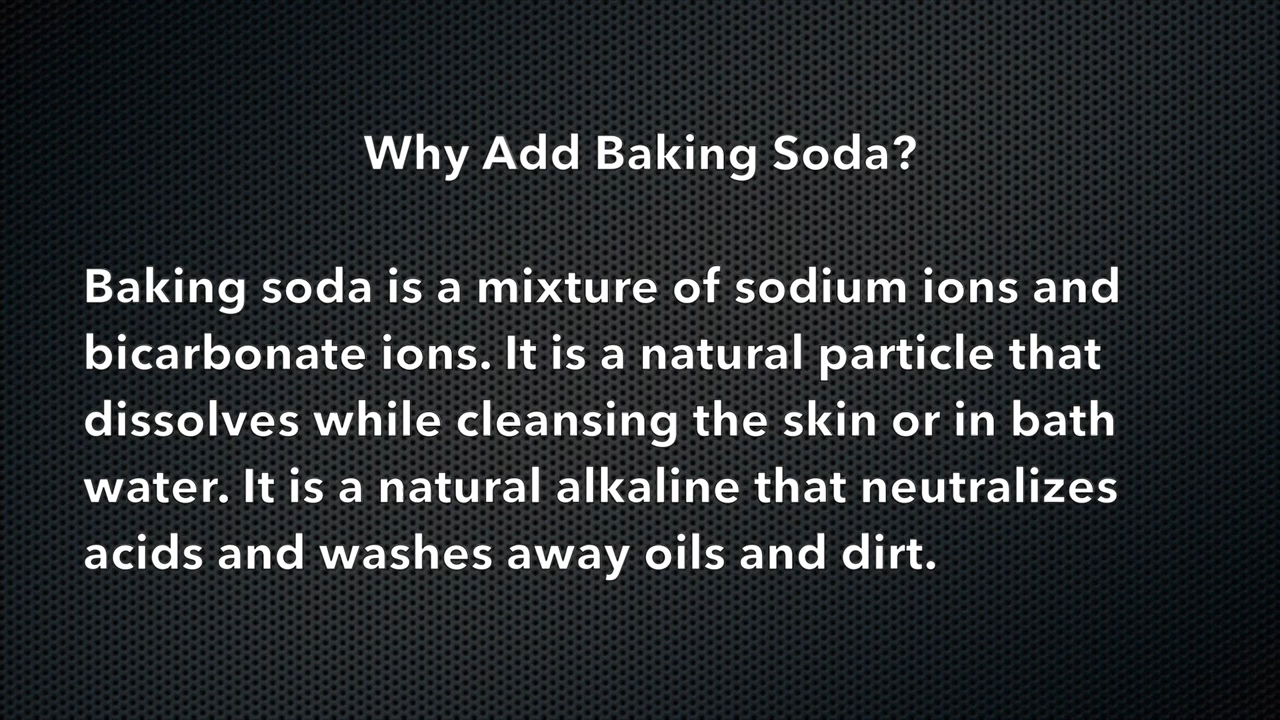 Why Add Baking Soda?
Baking soda is a mixture of sodium ions and
bicarbonate ions. It is a natural particle that
dissolves while cleansing the skin or in bath
water. It is a natural alkaline that neutralizes
acids and washes away oils and dirt.